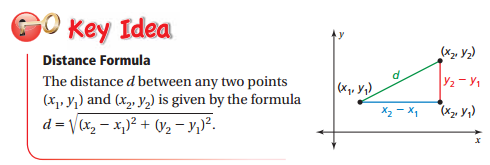 Key Idea
Distance Formula
The distance d between any two points
(x₁, y₁) and (x₂, y₂) is given by the formula
d = √(x₂ − x₁)² + (y₂ − y₁)².
y
(x₂, y₂)
d
y₂ − y₁
(x₁, y₁)
x₂ − x₁
(x₂, y₁)
x